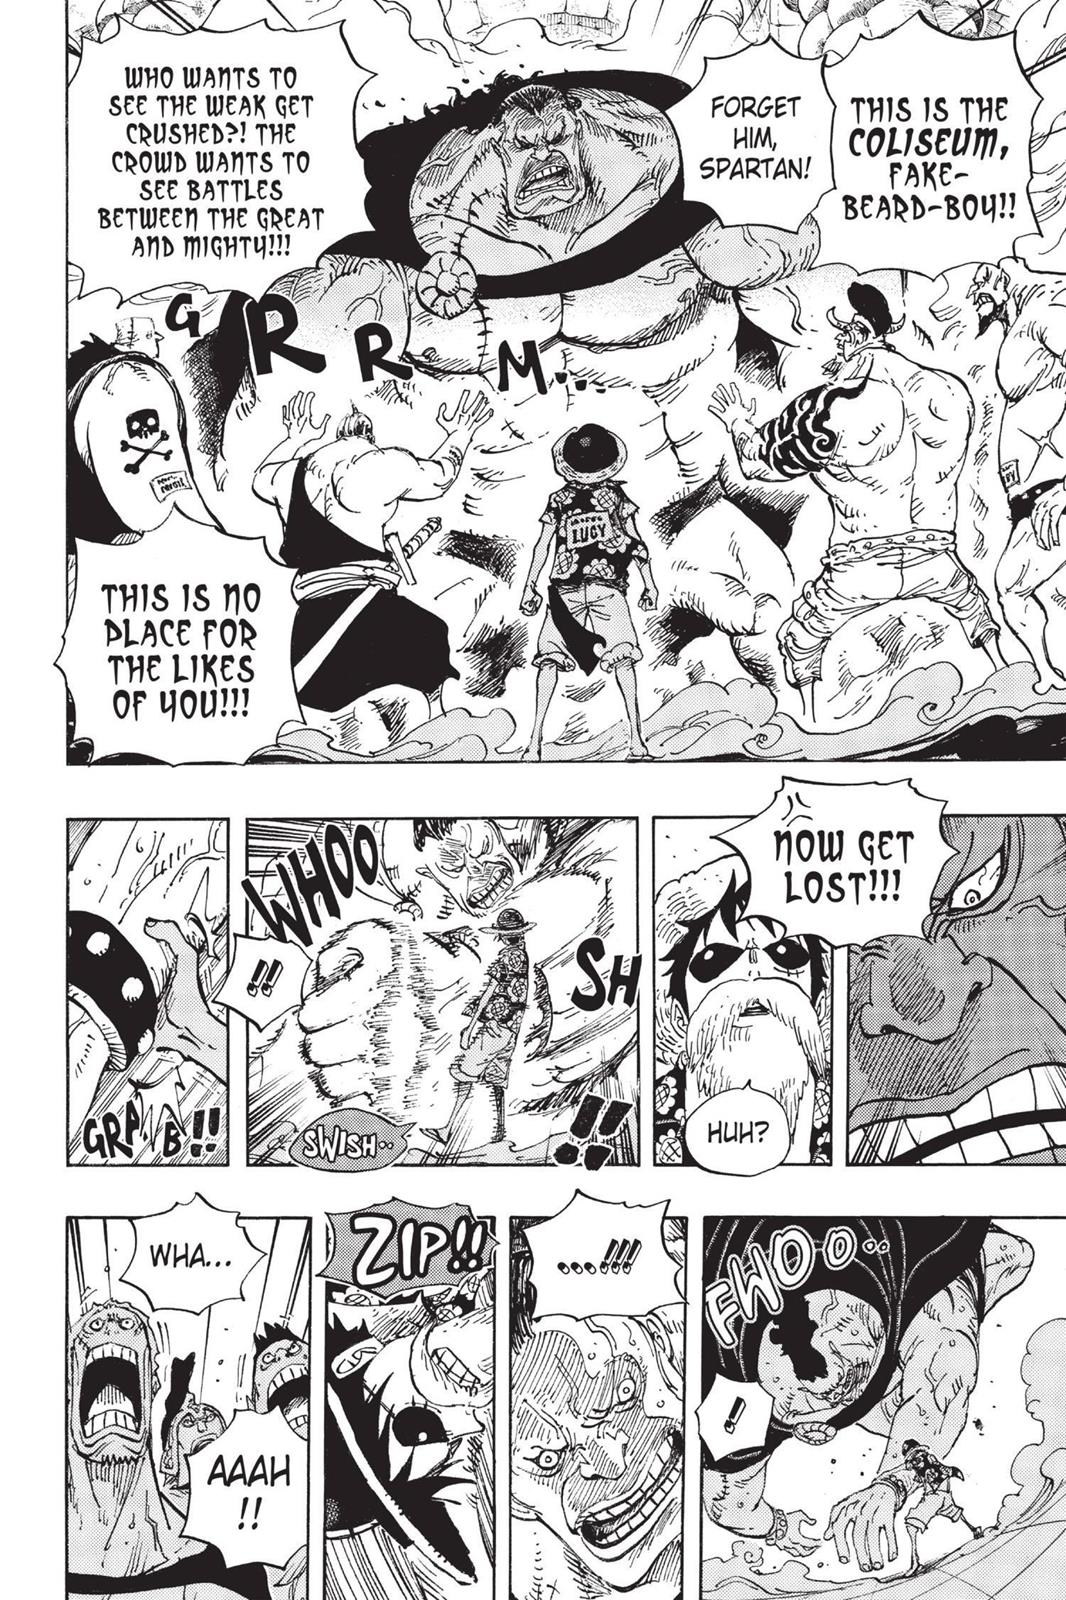 THIS IS THE
COLISEUM,
FAKE-
BEARD-BOY!!
FORGET
HIM,
SPARTAN!
WHO WANTS TO
SEE THE WEAK GET
CRUSHED?! THE
CROWD WANTS TO
SEE BATTLES
BETWEEN THE GREAT
AND MIGHTY!!!
GRRM...
LUCY
THIS IS NO
PLACE FOR
THE LIKES
OF YOU!!!
NOW GET
LOST!!!
HUH?
WHOO
SH
!!
!!
SWISH..
GRAB!!
FWOO..
!!
...!!!
ZIP!!
WHA...
AAAH
!!